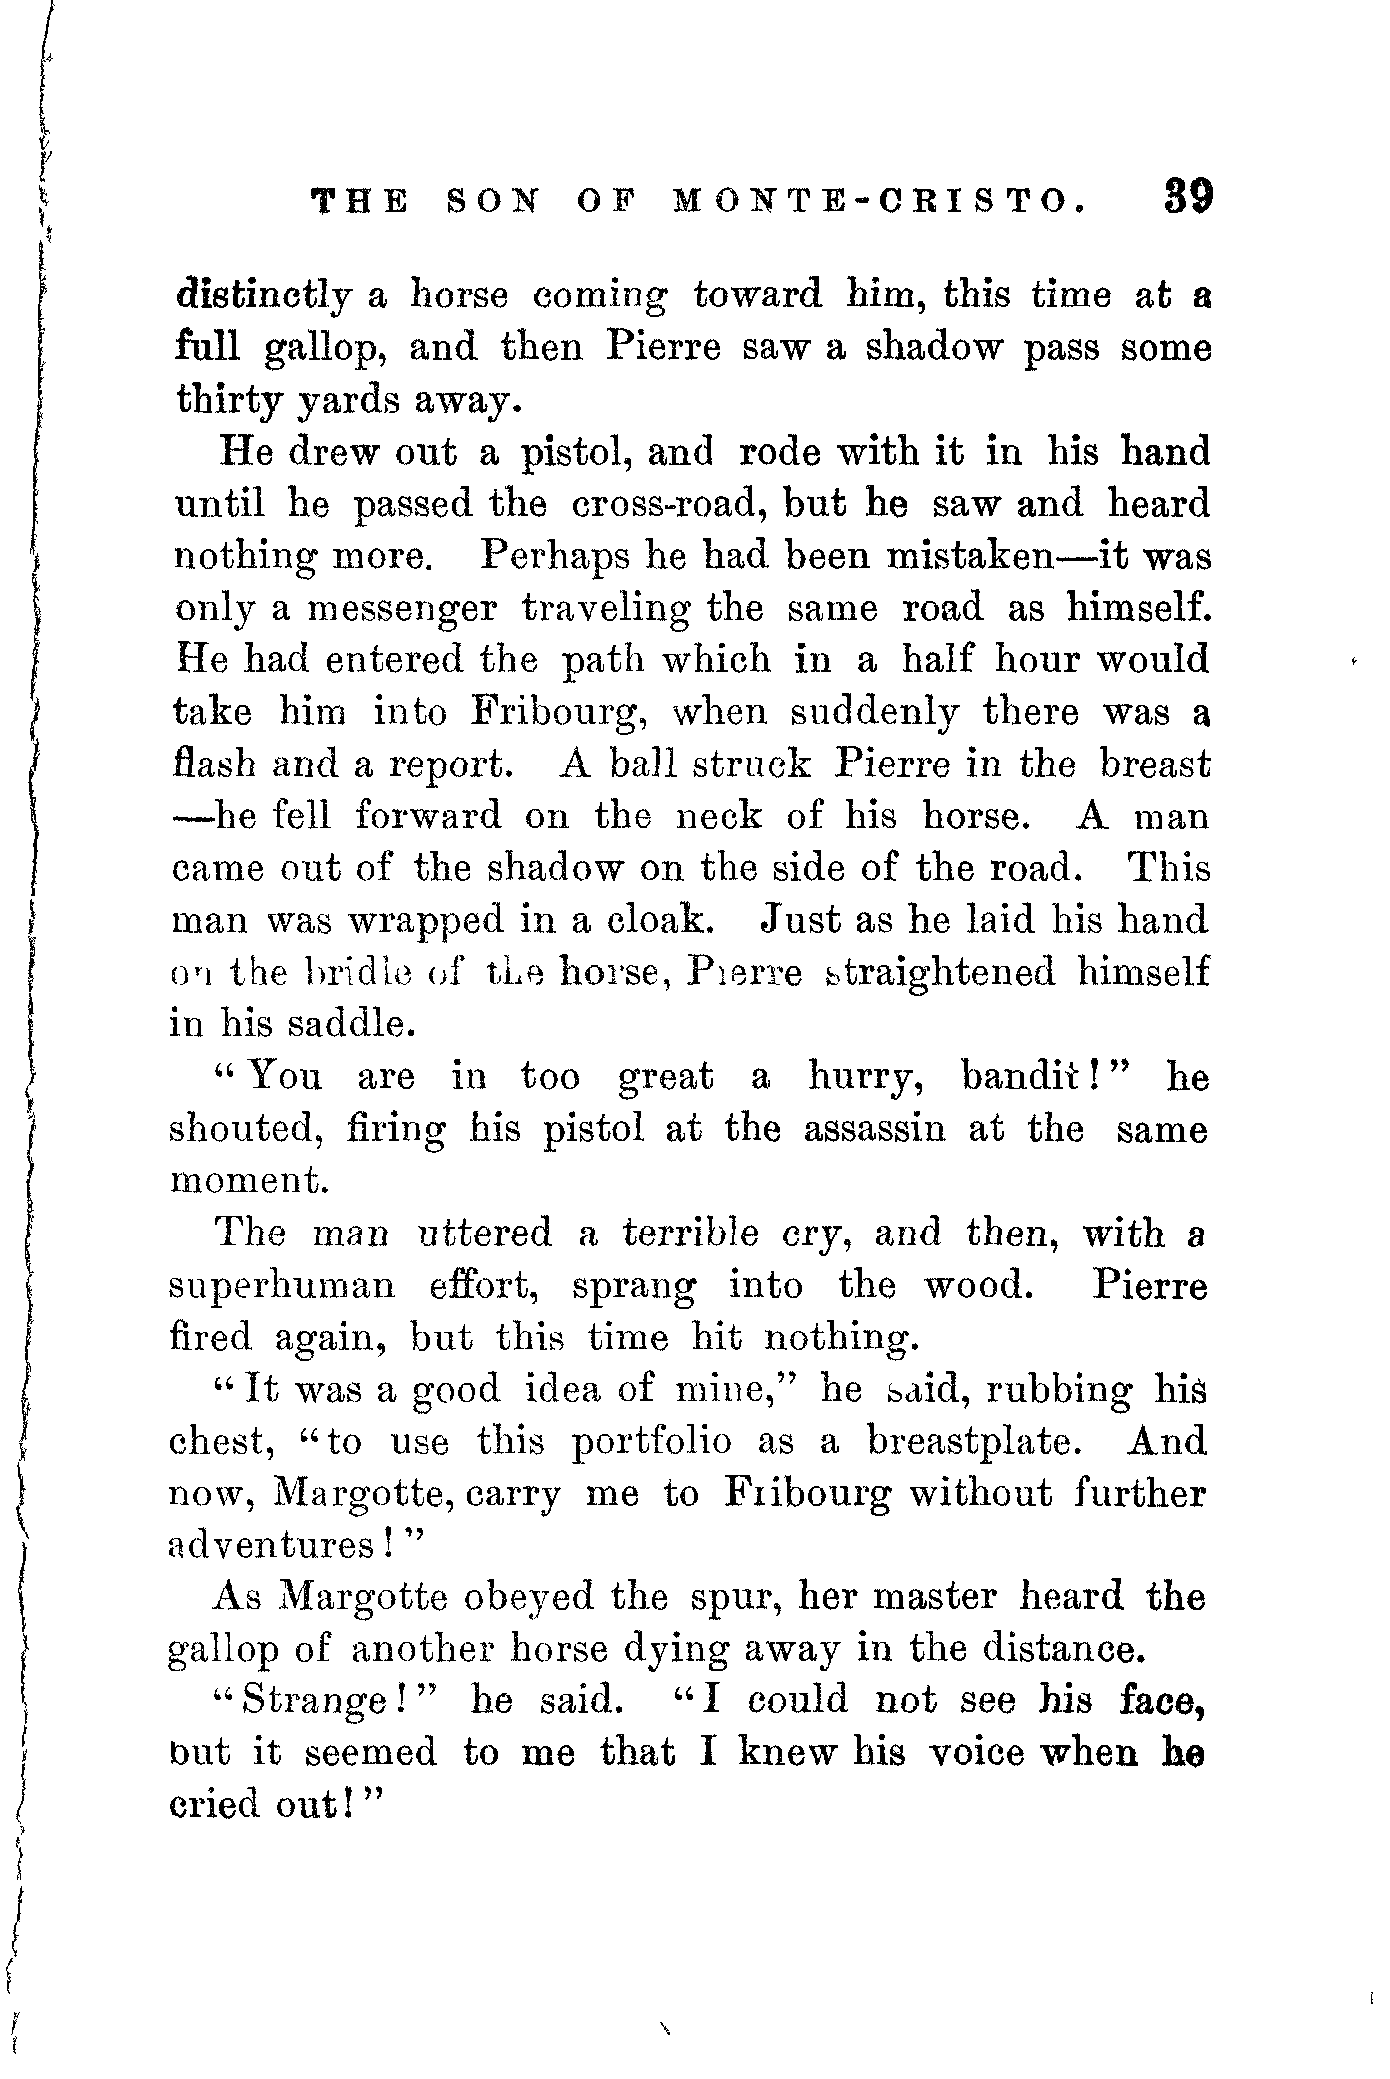 THE SON OF MONTE-CRISTO. 39
distinctly a horse coming toward him, this time at a
full gallop, and then Pierre saw a shadow pass some
thirty yards away.
He drew out a pistol, and rode with it in his hand
until he passed the cross-road, but he saw and heard
nothing more. Perhaps he had been mistaken—it was
only a messenger traveling the same road as himself.
He had entered the path which in a half hour would
take him into Fribourg, when suddenly there was a
flash and a report. A ball struck Pierre in the breast
—he fell forward on the neck of his horse. A man
came out of the shadow on the side of the road. This
man was wrapped in a cloak. Just as he laid his hand
on the bridle of the horse, Pierre straightened himself
in his saddle.
"You are in too great a hurry, bandit!" he
shouted, firing his pistol at the assassin at the same
moment.
The man uttered a terrible cry, and then, with a
superhuman effort, sprang into the wood. Pierre
fired again, but this time hit nothing.
"It was a good idea of mine," he said, rubbing his
chest, "to use this portfolio as a breastplate. And
now, Margotte, carry me to Fribourg without further
adventures!"
As Margotte obeyed the spur, her master heard the
gallop of another horse dying away in the distance.
"Strange!" he said. "I could not see his face,
but it seemed to me that I knew his voice when he
cried out!"